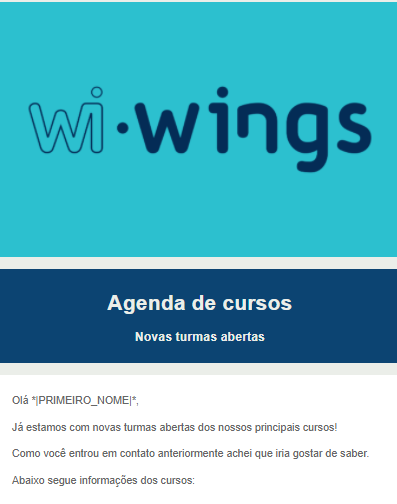 wi·wings
Agenda de cursos
Novas turmas abertas
Olá *|PRIMEIRO_NOME|*,
Já estamos com novas turmas abertas dos nossos principais cursos!
Como você entrou em contato anteriormente achei que iria gostar de saber.
Abaixo segue informações dos cursos: